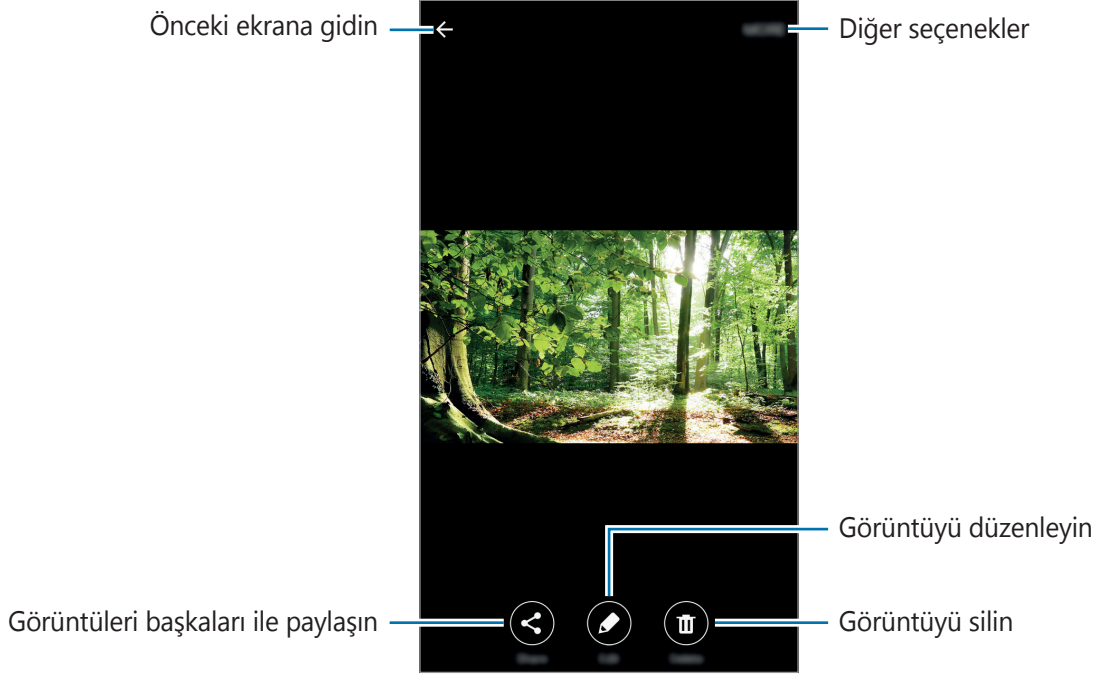 Önceki ekrana gidin
Diğer seçenekler
Görüntüyü düzenleyin
Görüntüleri başkaları ile paylaşın
Görüntüyü silin